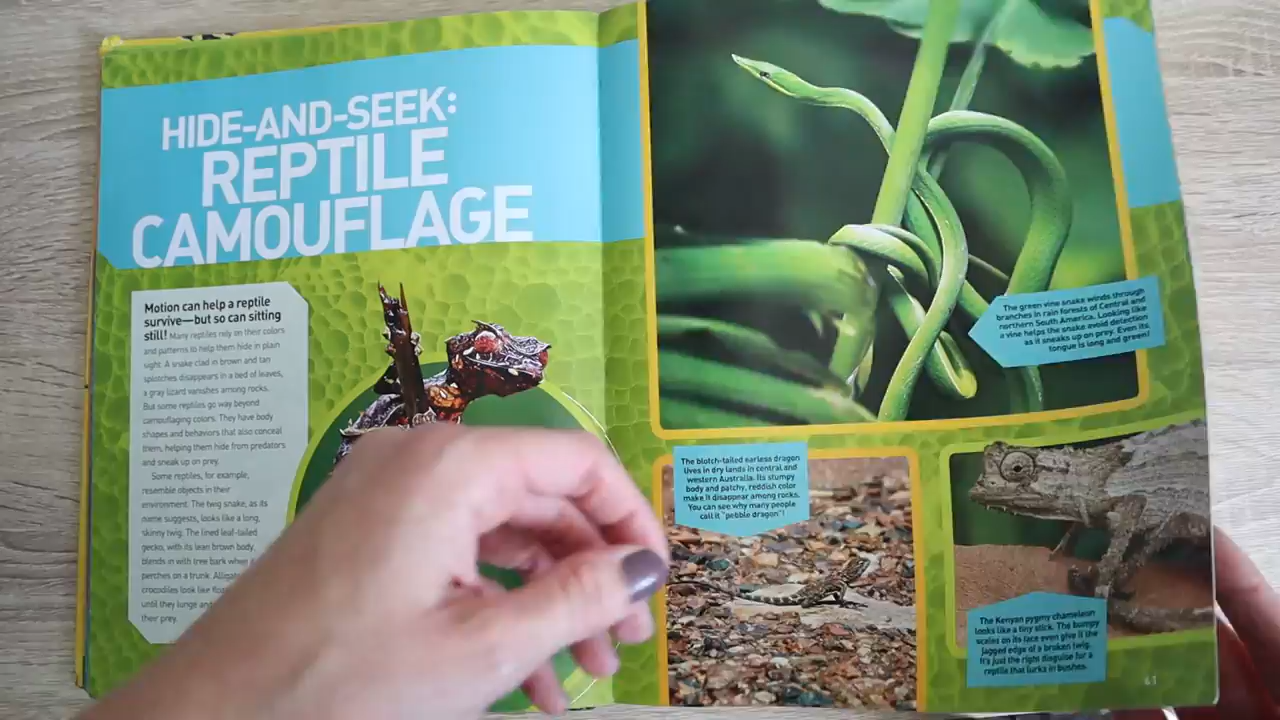 HIDE-AND-SEEK:
REPTILE
CAMOUFLAGE
Motion can help a reptile
survive—but so can sitting
still! Many reptiles rely on their colors
and patterns to help them hide in plain
sight. A snake clad in brown and tan
splotches disappears in a bed of leaves,
a gray lizard vanishes among rocks.
But some reptiles go way beyond
camouflaging colors. They have body
shapes and behaviors that also conceal
them, helping them hide from predators
and sneak up on prey.
Some reptiles, for example,
resemble objects in their
environment. The twig snake, as its
name suggests, looks like a long,
skinny twig. The lined leaf-tailed
gecko, with its lean brown body,
blends in with tree bark when
perches on a trunk.
crocodiles look like
until they lunge
their prey.
The green vine snake winds through
branches in rain forests of Central and
northern South America. Looking like
a vine helps the snake avoid detection
as it sneaks up on prey. Even its
tongue is long and green!
The blotch-tailed earless dragon
lives in dry lands in central and
western Australia. Its stumpy
body and patchy, reddish color
make it disappear among rocks.
You can see why many people
call it "pebble dragon"!
The Kenyan pygmy chameleon
looks like a tiny stick. The bumpy
scales on its face even give it the
jagged edge of a broken twig.
It's just the right disguise for a
reptile that lurks in bushes.